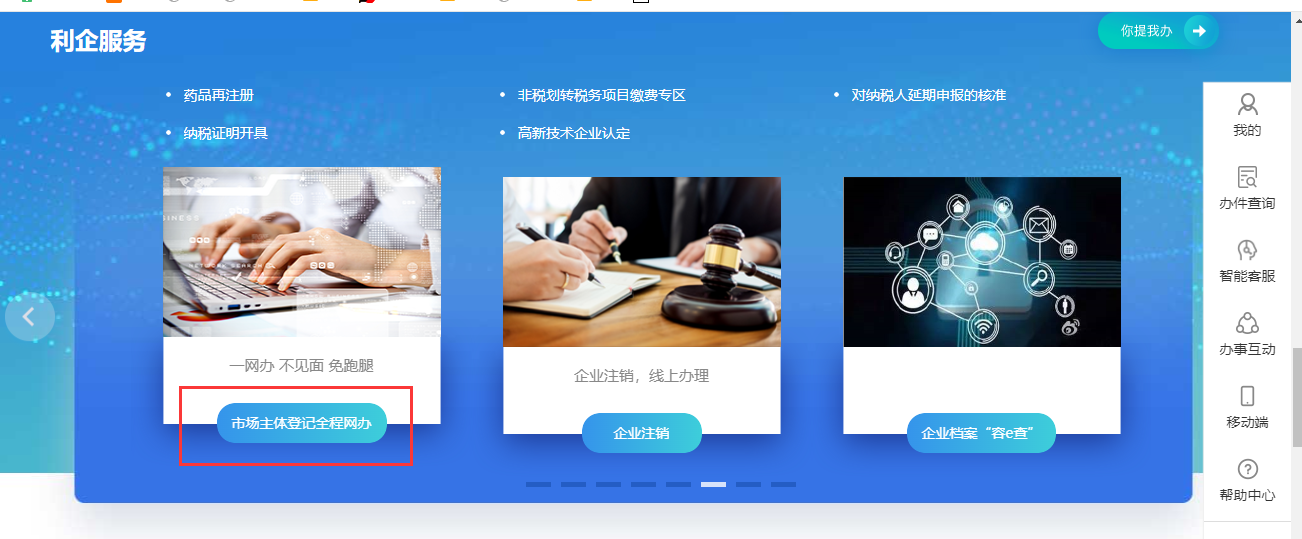 利企服务
你提我办
药品再注册
非税划转税务项目缴费专区
对纳税人延期申报的核准
纳税证明开具
高新技术企业认定
一网办 不见面 免跑腿
市场主体登记全程网办
企业注销，线上办理
企业注销
企业档案“容e查”
我的
办件查询
智能客服
办事互动
移动端
帮助中心